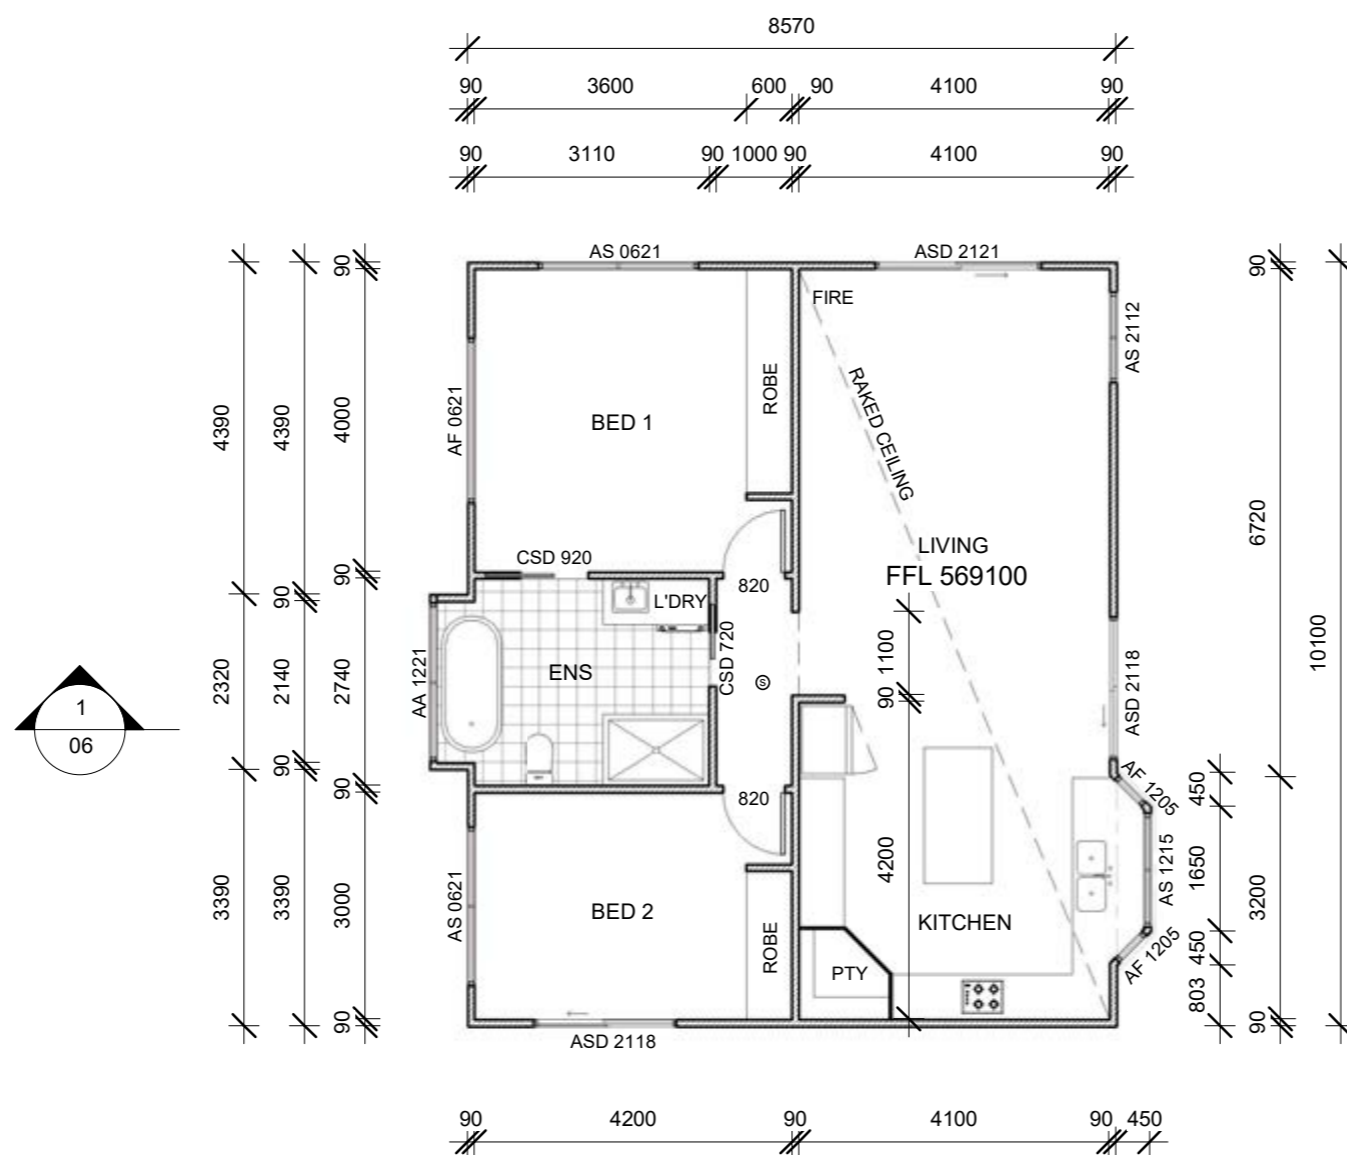 8570
90 3600 600 90 4100 90
90 3110 90 1000 90 4100 90
AS 0621
ASD 2121
FIRE
AS 2112
RAKED CEILING
ROBE
BED 1
AF 0621
4390
4390
90
4000
90
90
6720
10100
LIVING
FFL 569100
CSD 920
820
L'DRY
CSD 720
ENS
S
AA 1221
1100
90
ASD 2118
2320
90
2140
90
2740
90
1
06
AF 1205
AS 1215
AF 1205
450
1650
450
803
3200
90
820
4200
KITCHEN
PTY
BED 2
ROBE
AS 0621
3390
3390
3000
90
ASD 2118
90 4200 90 4100 90 450